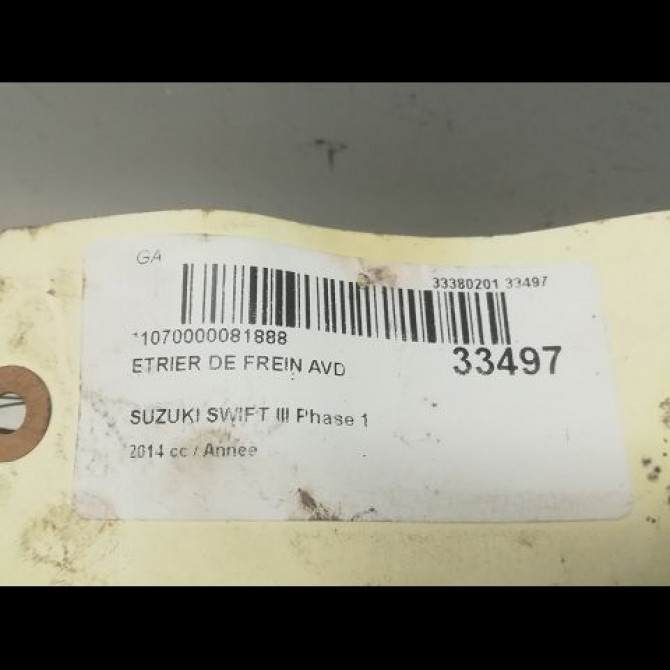 GA
33380201 33497
*1070000081888
33497
ETRIER DE FREIN AVD
SUZUKI SWIFT III Phase 1
2014 cc / Annee